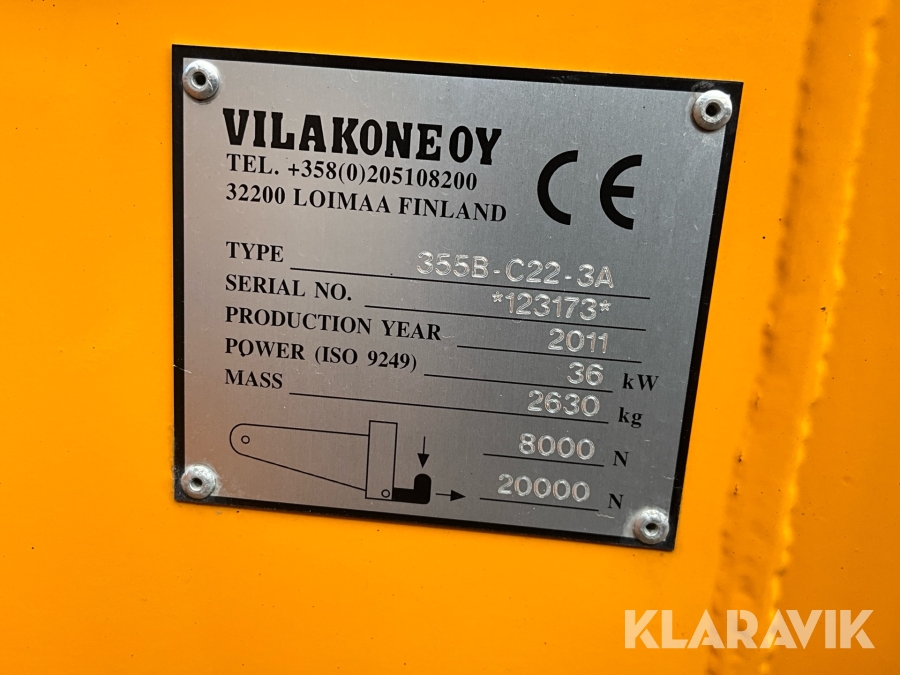 VILAKONE OY
TEL. +358(0)205108200
32200 LOIMAA FINLAND
CE
TYPE 355B-C22-3A
SERIAL NO. *123173*
PRODUCTION YEAR 2011
POWER (ISO 9249) 36 kW
MASS 2630 kg
8000 N
20000 N
KLARAVIK